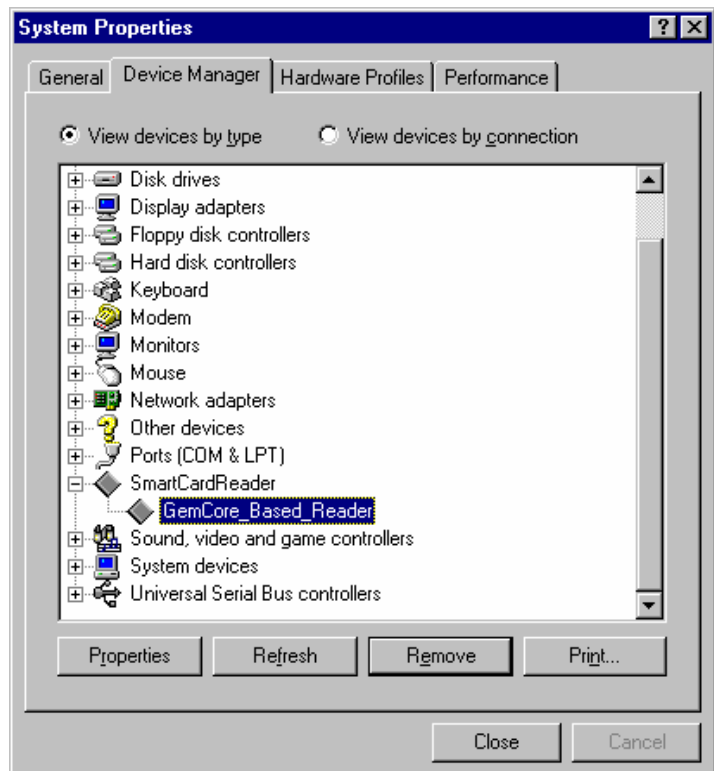 System Properties
General Device Manager Hardware Profiles Performance
View devices by type View devices by connection
Disk drives
Display adapters
Floppy disk controllers
Hard disk controllers
Keyboard
Modem
Monitors
Mouse
Network adapters
Other devices
Ports (COM & LPT)
SmartCardReader
GemCore_Based_Reader
Sound, video and game controllers
System devices
Universal Serial Bus controllers
Properties Refresh Remove Print...
Close Cancel